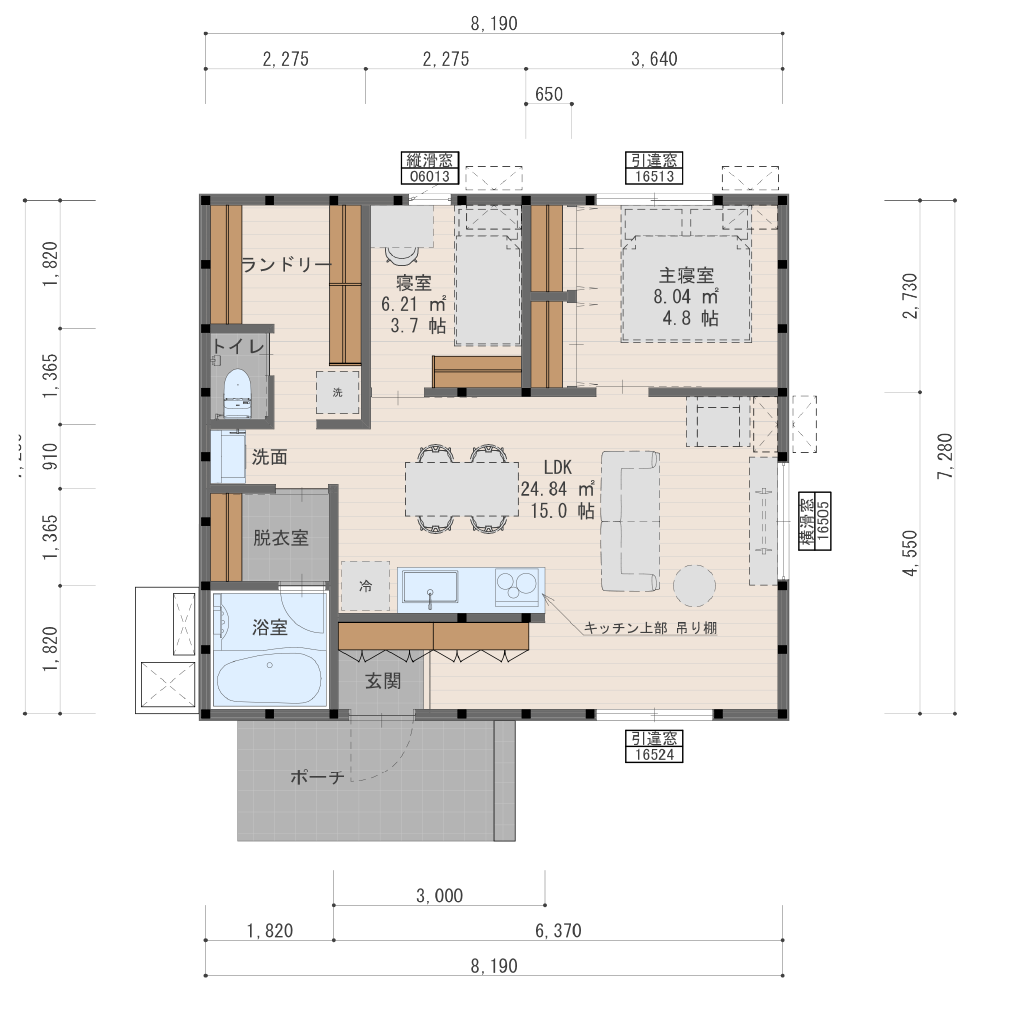 8,190
2,275
2,275
3,640
650
縦滑窓
06013
引違窓
16513
ランドリー
寝室
6.21 ㎡
3.7 帖
主寝室
8.04 ㎡
4.8 帖
トイレ
洗
洗面
LDK
24.84 ㎡
15.0 帖
脱衣室
冷
浴室
キッチン上部 吊り棚
玄関
ポーチ
横滑窓
16505
引違窓
16524
1,820
1,365
910
1,365
1,820
2,730
4,550
7,280
3,000
1,820
6,370
8,190